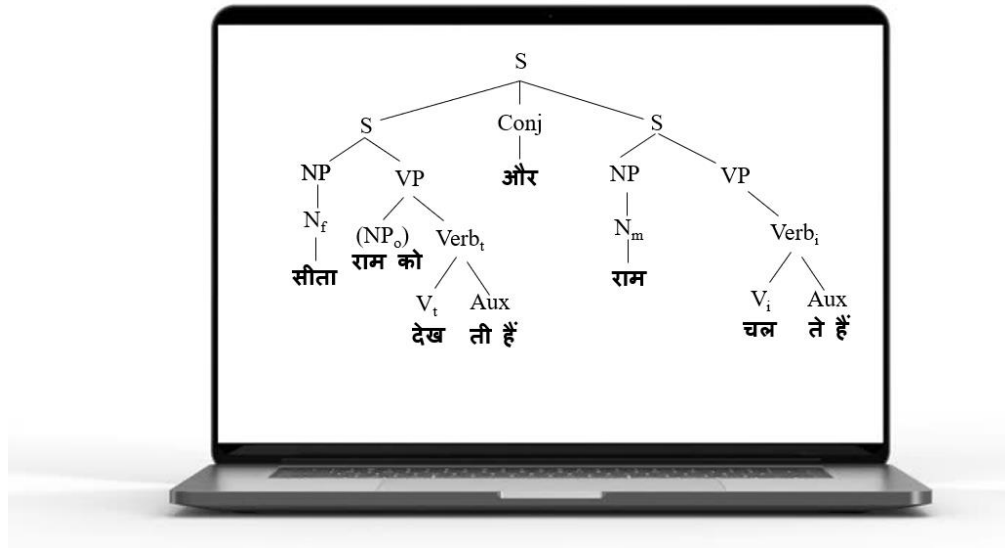 S
S Conj S
NP VP और NP VP
N_f (NP_o) Verb_t N_m Verb_i
सीता राम को राम
V_t Aux V_i Aux
देख ती हैं चल ते हैं